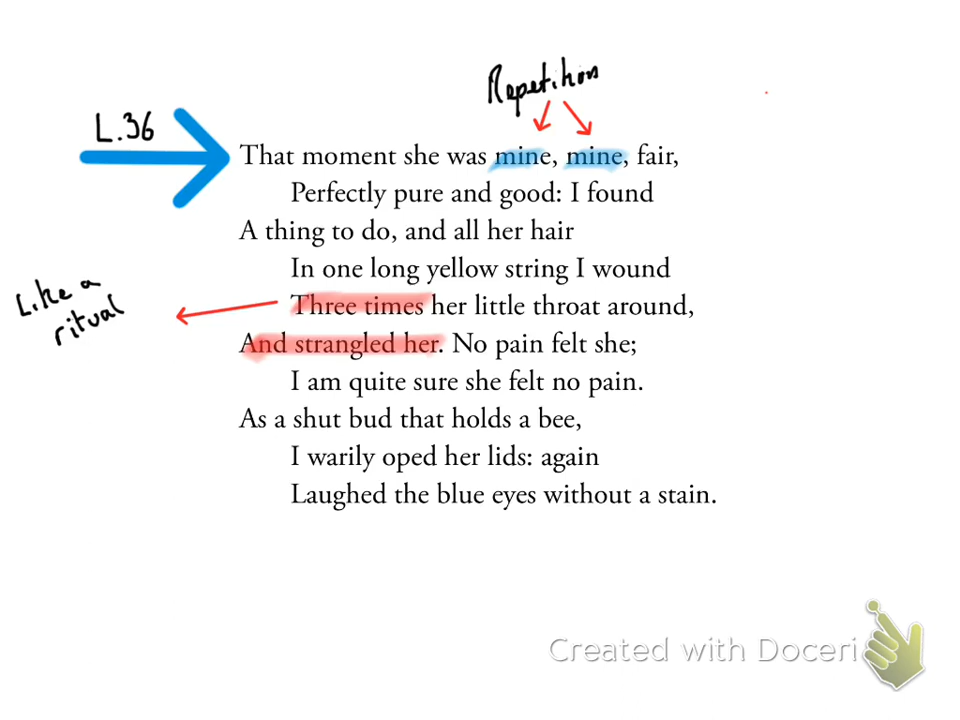 Repetition
L.36
That moment she was mine, mine, fair,
Perfectly pure and good: I found
A thing to do, and all her hair
In one long yellow string I wound
Three times her little throat around,
Like a
ritual
And strangled her. No pain felt she;
I am quite sure she felt no pain.
As a shut bud that holds a bee,
I warily oped her lids: again
Laughed the blue eyes without a stain.
Created with Doceri